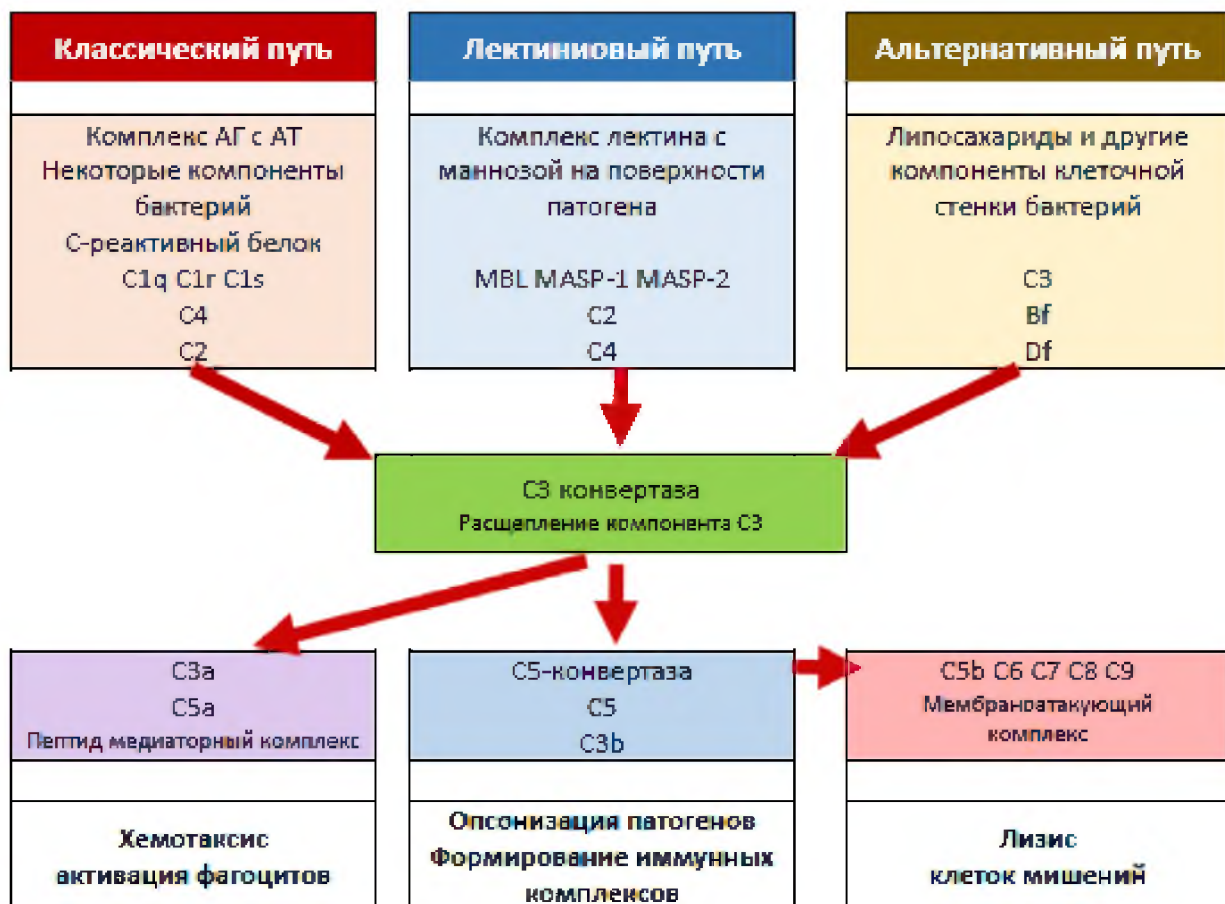 Классический путь
Комплекс АГ с АТ
Некоторые компоненты
бактерий
С-реактивный белок
C1q C1r C1s
C4
C2
Лектиниовый путь
Комплекс лектина с
маннозой на поверхности
патогена
MBL MASP-1 MASP-2
C2
C4
Альтернативный путь
Липосахариды и другие
компоненты клеточной
стенки бактерий
C3
Bf
Df
C3 конвертаза
Расщепление компонента C3
C3a
C5a
Пептид медиаторный комплекс
Хемотаксис
активация фагоцитов
C5-конвертаза
C5
C3b
Опсонизация патогенов
Формирование иммунных
комплексов
C5b C6 C7 C8 C9
Мембраноатакующий
комплекс
Лизис
клеток мишений